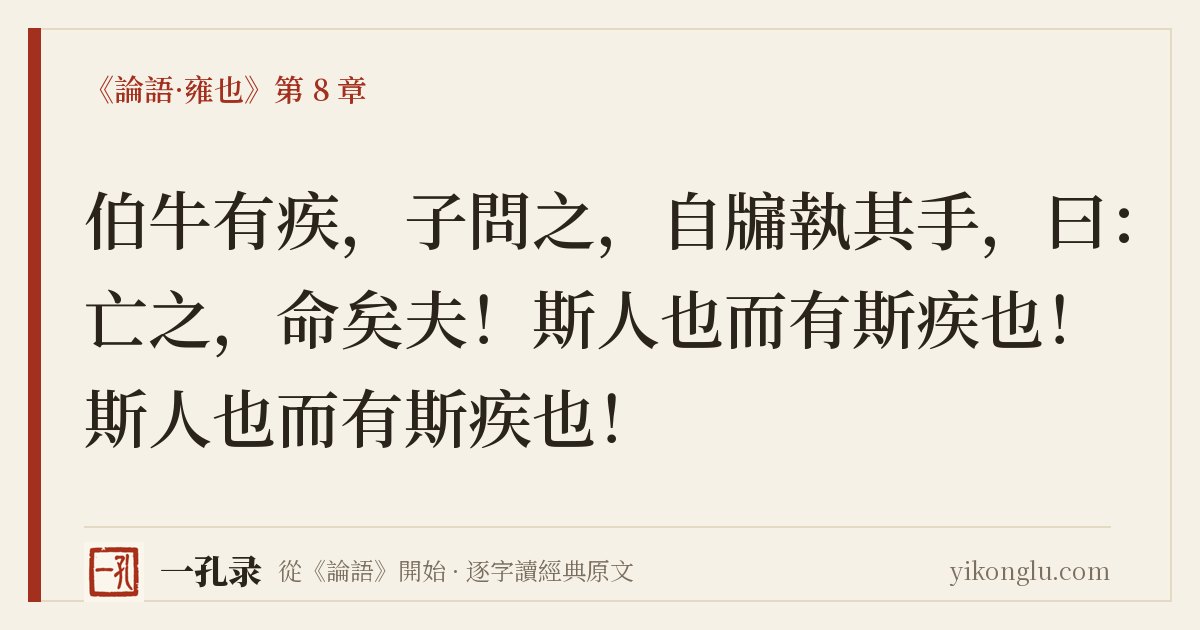 《論語·雍也》第 8 章
伯牛有疾，子問之，自牖執其手，曰：
亡之，命矣夫！斯人也而有斯疾也！
斯人也而有斯疾也！
一孔
一孔录 從《論語》開始 · 逐字讀經典原文 yikonglu.com